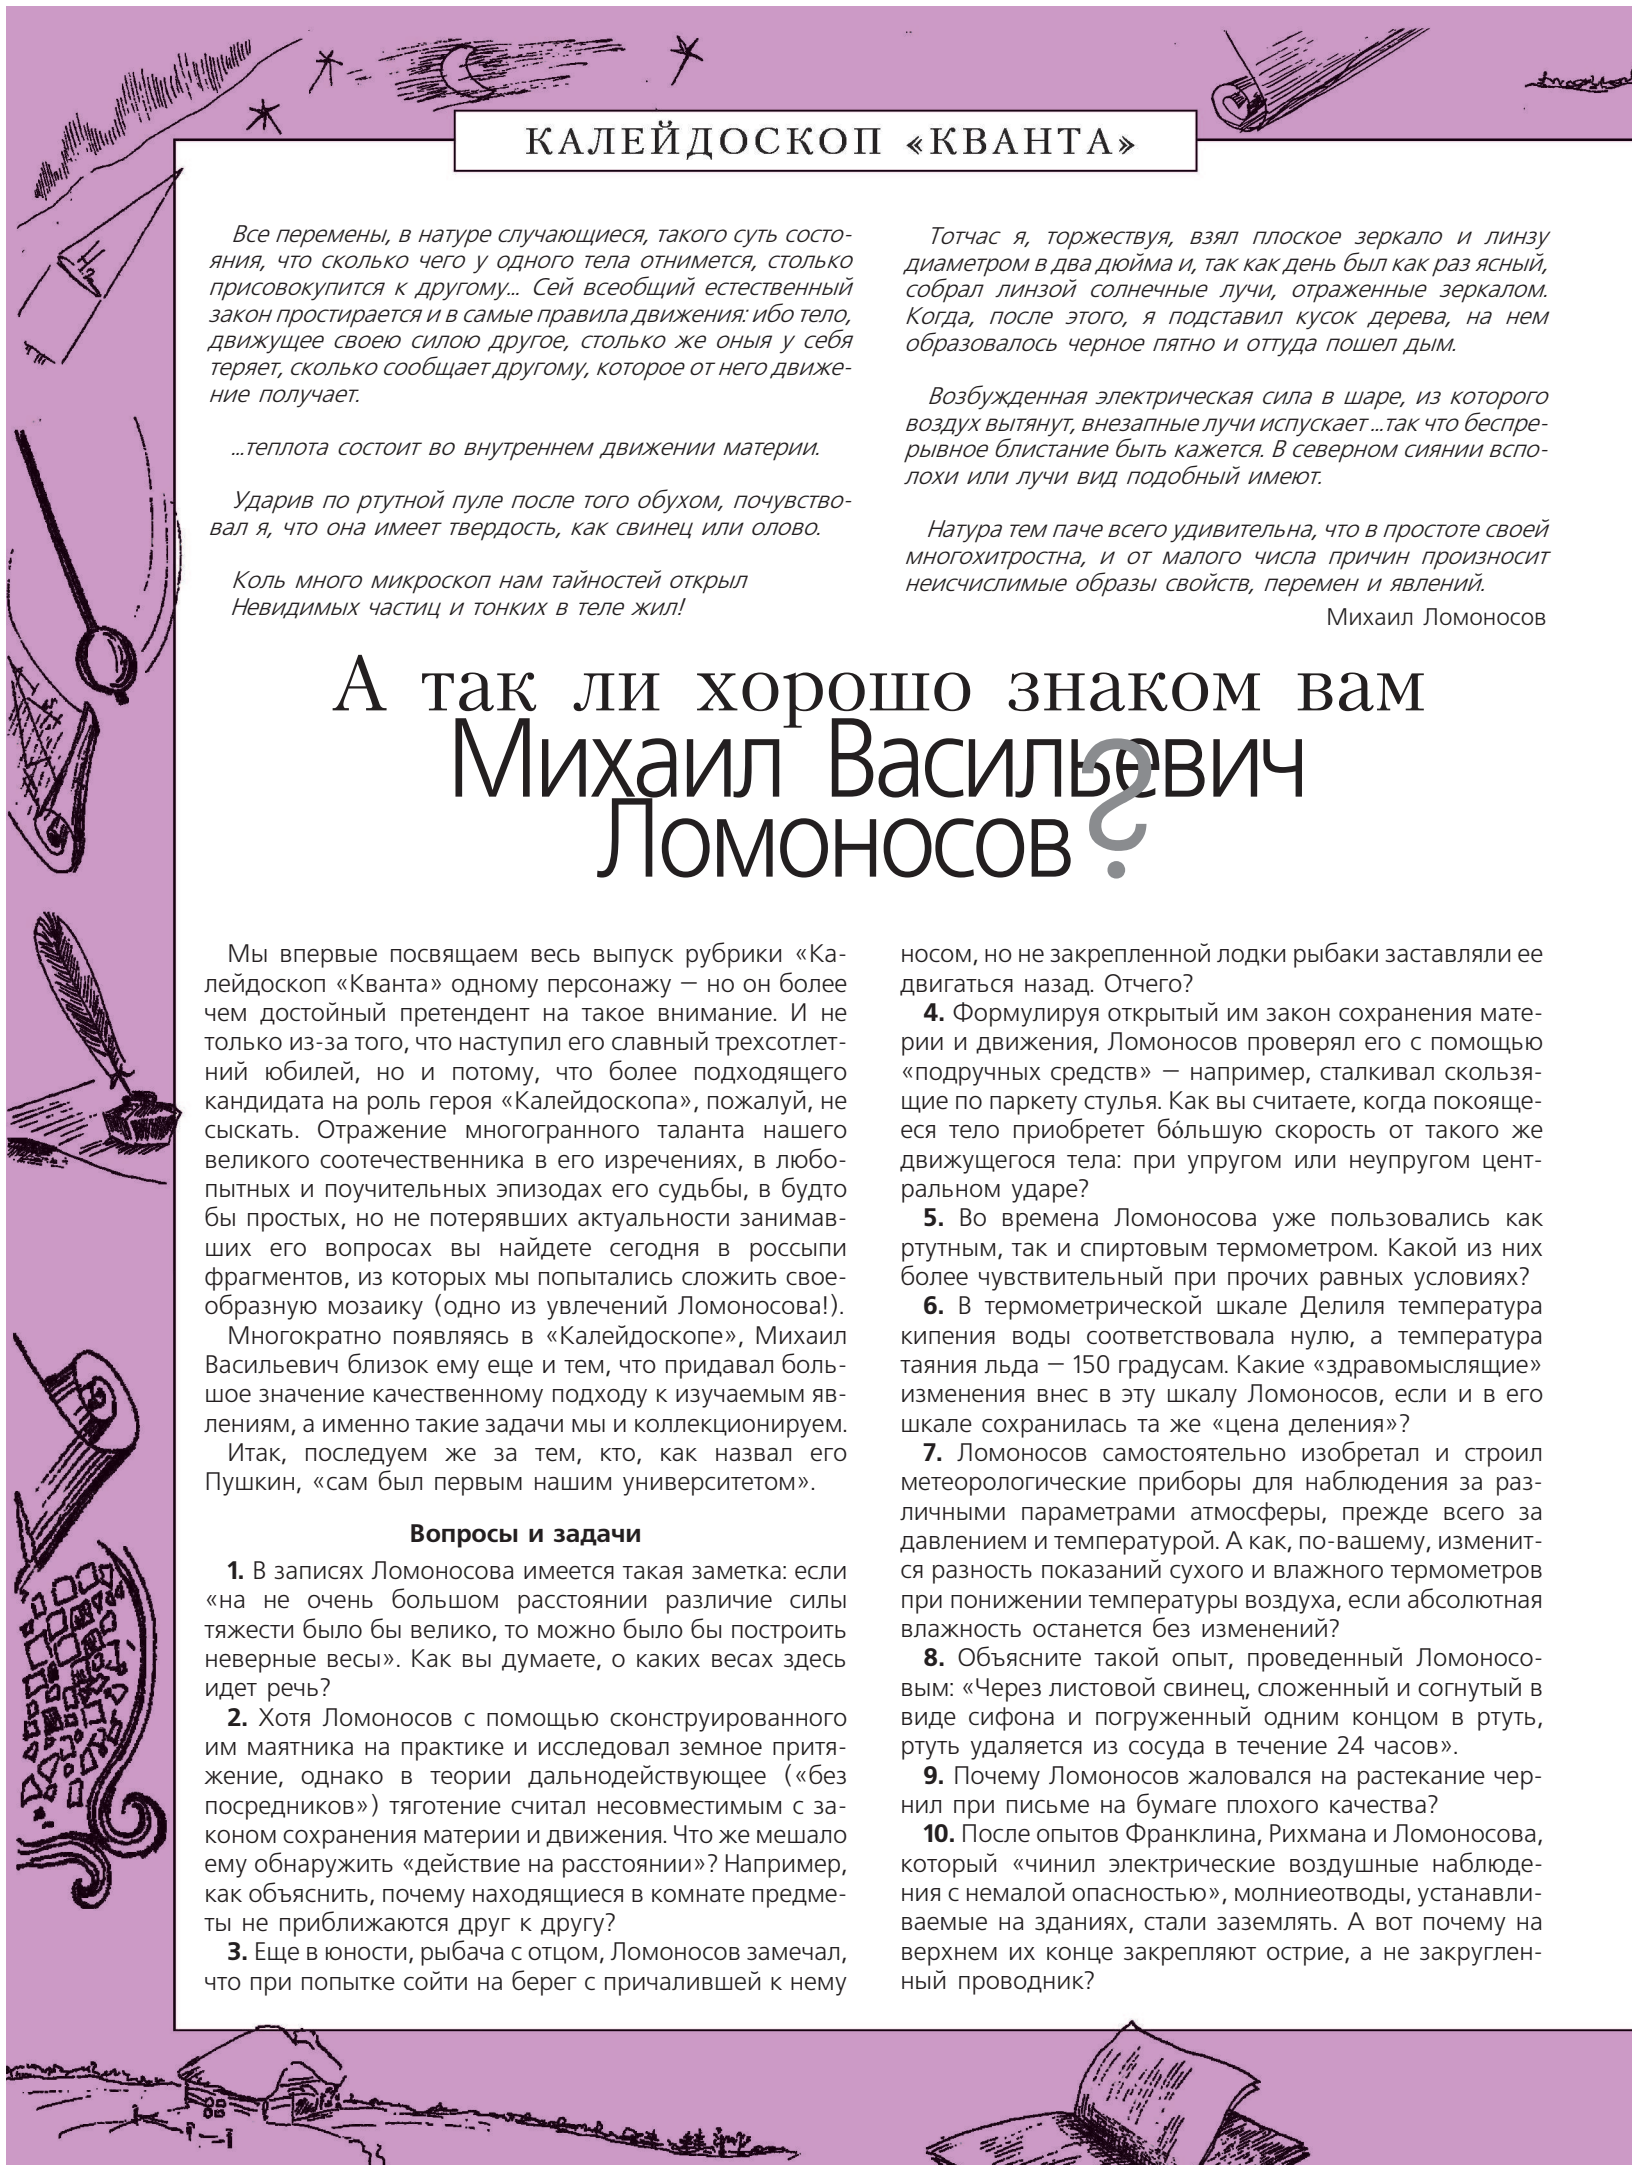 КАЛЕЙДОСКОП «КВАНТА»
Все перемены, в натуре случающиеся, такого суть состо-
яния, что сколько чего у одного тела отнимется, столько
присовокупится к другому... Сей всеобщий естественный
закон простирается и в самые правила движения: ибо тело,
движущее своею силою другое, столько же оныя у себя
теряет, сколько сообщает другому, которое от него движе-
ние получает.
...теплота состоит во внутреннем движении материи.
Ударив по ртутной пуле после того обухом, почувство-
вал я, что она имеет твердость, как свинец или олово.
Коль много микроскоп нам тайностей открыл
Невидимых частиц и тонких в теле жил!
Тотчас я, торжествуя, взял плоское зеркало и линзу
диаметром в два дюйма и, так как день был как раз ясный,
собрал линзой солнечные лучи, отраженные зеркалом.
Когда, после этого, я подставил кусок дерева, на нем
образовалось черное пятно и оттуда пошел дым.
Возбужденная электрическая сила в шаре, из которого
воздух вытянут, внезапные лучи испускает ...так что беспре-
рывное блистание быть кажется. В северном сиянии вспо-
лохи или лучи вид подобный имеют.
Натура тем паче всего удивительна, что в простоте своей
многохитростна, и от малого числа причин произносит
неисчислимые образы свойств, перемен и явлений.
Михаил Ломоносов
А так ли хорошо знаком вам
Михаил Васильевич
Ломоносов?
Мы впервые посвящаем весь выпуск рубрики «Ка-
лейдоскоп «Кванта» одному персонажу – но он более
чем достойный претендент на такое внимание. И не
только из-за того, что наступил его славный трехсотлет-
ний юбилей, но и потому, что более подходящего
кандидата на роль героя «Калейдоскопа», пожалуй, не
сыскать. Отражение многогранного таланта нашего
великого соотечественника в его изречениях, в любо-
пытных и поучительных эпизодах его судьбы, в будто
бы простых, но не потерявших актуальности занимав-
ших его вопросах вы найдете сегодня в россыпи
фрагментов, из которых мы попытались сложить свое-
образную мозаику (одно из увлечений Ломоносова!).
Многократно появляясь в «Калейдоскопе», Михаил
Васильевич близок ему еще и тем, что придавал боль-
шое значение качественному подходу к изучаемым яв-
лениям, а именно такие задачи мы и коллекционируем.
Итак, последуем же за тем, кто, как назвал его
Пушкин, «сам был первым нашим университетом».
Вопросы и задачи
1. В записях Ломоносова имеется такая заметка: если
«на не очень большом расстоянии различие силы
тяжести было бы велико, то можно было бы построить
неверные весы». Как вы думаете, о каких весах здесь
идет речь?
2. Хотя Ломоносов с помощью сконструированного
им маятника на практике и исследовал земное притя-
жение, однако в теории дальнодействующее («без
посредников») тяготение считал несовместимым с за-
коном сохранения материи и движения. Что же мешало
ему обнаружить «действие на расстоянии»? Например,
как объяснить, почему находящиеся в комнате предме-
ты не приближаются друг к другу?
3. Еще в юности, рыбача с отцом, Ломоносов замечал,
что при попытке сойти на берег с причалившей к нему
носом, но не закрепленной лодки рыбаки заставляли ее
двигаться назад. Отчего?
4. Формулируя открытый им закон сохранения мате-
рии и движения, Ломоносов проверял его с помощью
«подручных средств» – например, сталкивал скользя-
щие по паркету стулья. Как вы считаете, когда покояще-
еся тело приобретет бо́льшую скорость от такого же
движущегося тела: при упругом или неупругом цент-
ральном ударе?
5. Во времена Ломоносова уже пользовались как
ртутным, так и спиртовым термометром. Какой из них
более чувствительный при прочих равных условиях?
6. В термометрической шкале Делиля температура
кипения воды соответствовала нулю, а температура
таяния льда – 150 градусам. Какие «здравомыслящие»
изменения внес в эту шкалу Ломоносов, если и в его
шкале сохранилась та же «цена деления»?
7. Ломоносов самостоятельно изобретал и строил
метеорологические приборы для наблюдения за раз-
личными параметрами атмосферы, прежде всего за
давлением и температурой. А как, по-вашему, изменит-
ся разность показаний сухого и влажного термометров
при понижении температуры воздуха, если абсолютная
влажность останется без изменений?
8. Объясните такой опыт, проведенный Ломоносо-
вым: «Через листовой свинец, сложенный и согнутый в
виде сифона и погруженный одним концом в ртуть,
ртуть удаляется из сосуда в течение 24 часов».
9. Почему Ломоносов жаловался на растекание чер-
нил при письме на бумаге плохого качества?
10. После опытов Франклина, Рихмана и Ломоносова,
который «чинил электрические воздушные наблюде-
ния с немалой опасностью», молниеотводы, устанавли-
ваемые на зданиях, стали заземлять. А вот почему на
верхнем их конце закрепляют острие, а не закруглен-
ный проводник?